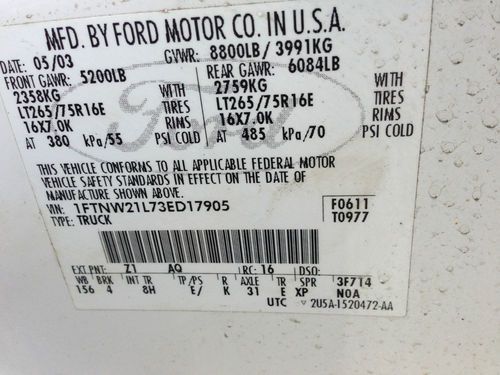 MFD. BY FORD MOTOR CO. IN U.S.A.
DATE: 05/03 GVWR: 8800LB/ 3991KG
FRONT GAWR: 5200LB REAR GAWR: 6084LB
2358KG WITH 2759KG WITH
LT265/75R16E TIRES LT265/75R16E TIRES
16X7.0K RIMS 16X7.0K RIMS
AT 380 kPa/55 PSI COLD AT 485 kPa/70 PSI COLD
Ford
THIS VEHICLE CONFORMS TO ALL APPLICABLE FEDERAL MOTOR
VEHICLE SAFETY STANDARDS IN EFFECT ON THE DATE OF
MANUFACTURE SHOWN ABOVE.
VIN: 1FTNW21L73ED17905 F0611
TYPE: TRUCK T0977
EXT PNT: Z1 AQ RC: 16 DSO:
WB BRK INT TR TP/PS R AXLE TR SPR 3F714
156 4 8H E/ K 31 E XP N0A
UTC ▽ 2U5A-1520472-AA